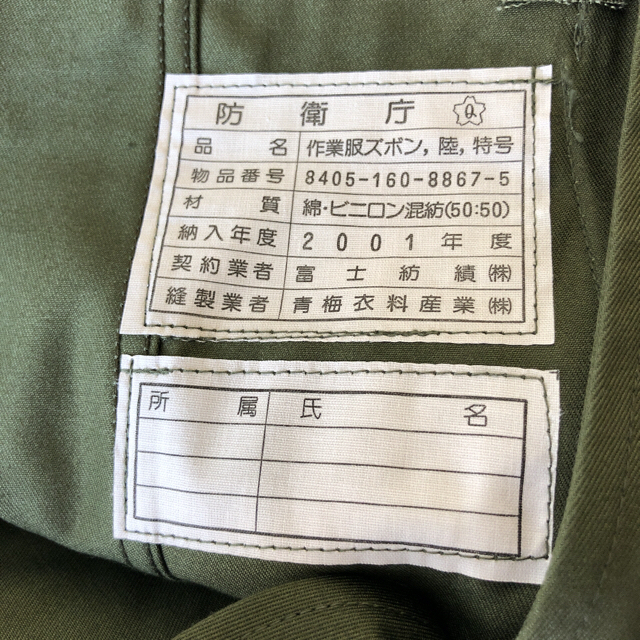 防衛庁 Q
品名 作業服ズボン,陸,特号
物品番号 8405-160-8867-5
材質 綿・ビニロン混紡(50:50)
納入年度 2001年度
契約業者 富士紡績(株)
縫製業者 青梅衣料産業(株)
所属 氏名